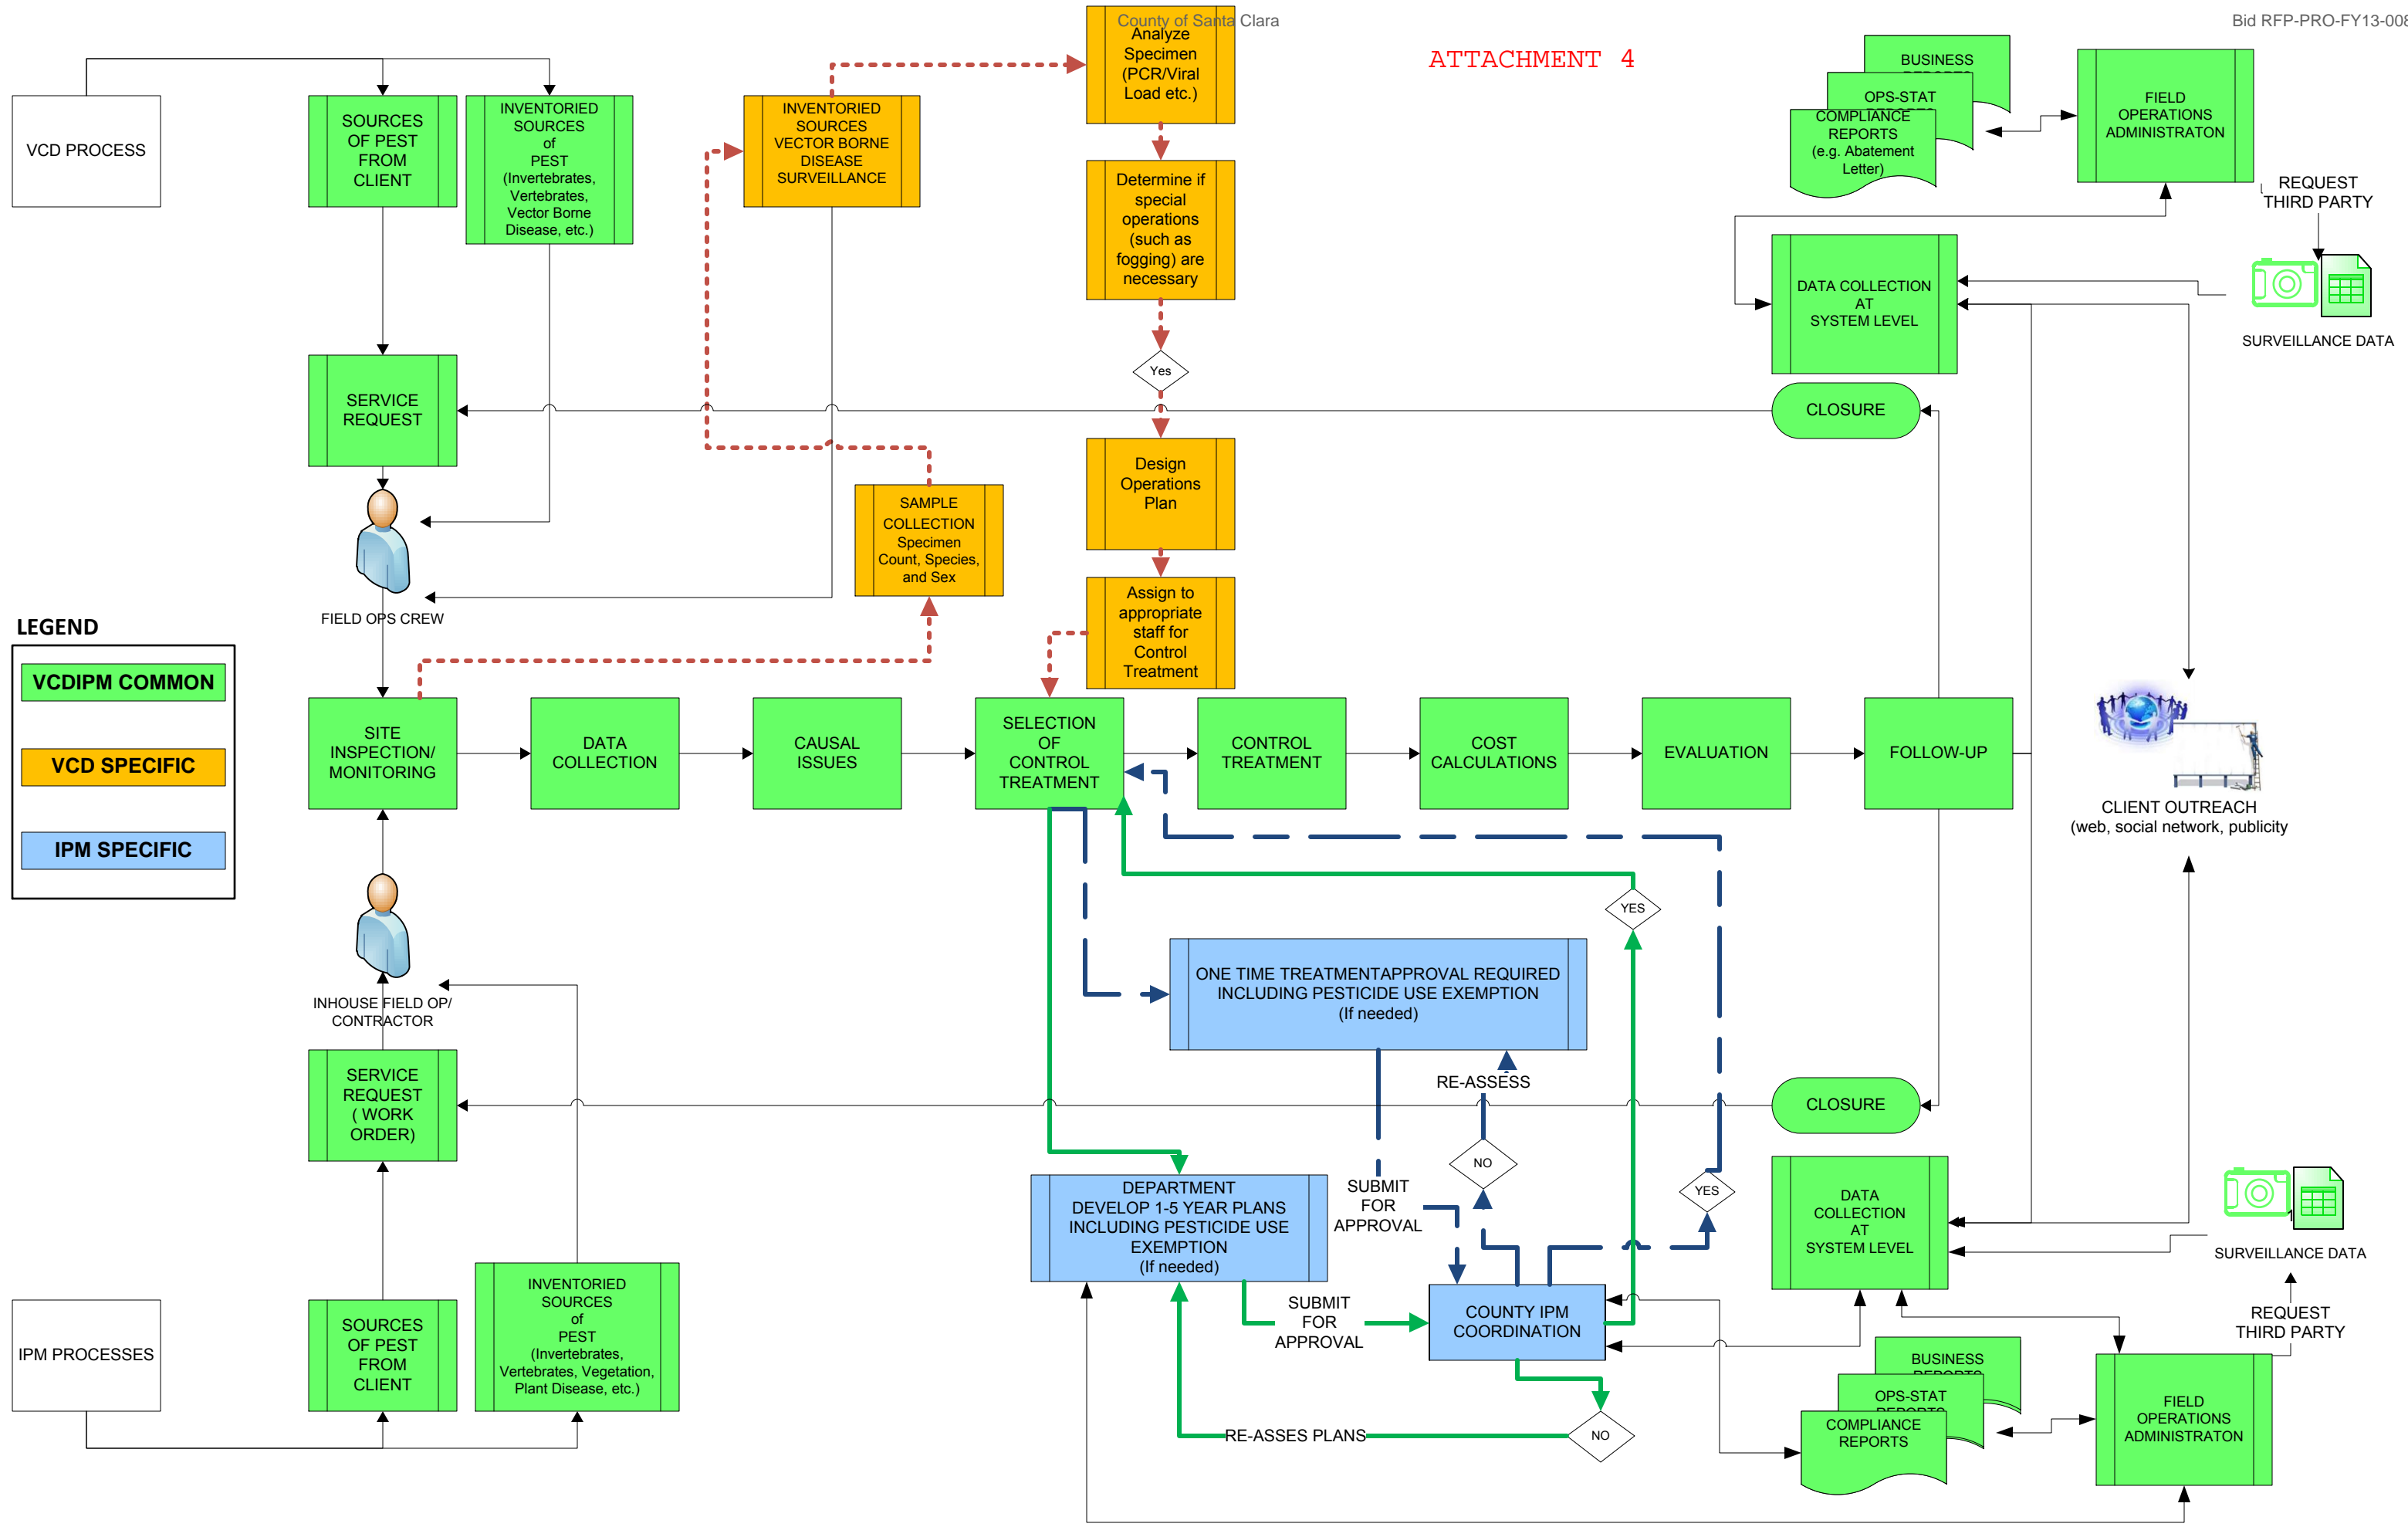 County of Santa Clara
Bid RFP-PRO-FY13-008
ATTACHMENT 4
VCD PROCESS
SOURCES
OF PEST
FROM
CLIENT
INVENTORIED
SOURCES
of
PEST
(Invertebrates,
Vertebrates,
Vector Borne
Disease, etc.)
INVENTORIED
SOURCES
VECTOR BORNE
DISEASE
SURVEILLANCE
Analyze
Specimen
(PCR/Viral
Load etc.)
Determine if
special
operations
(such as
fogging) are
necessary
Yes
Design
Operations
Plan
Assign to
appropriate
staff for
Control
Treatment
BUSINESS
REPORTS
OPS-STAT
REPORTS
COMPLIANCE
REPORTS
(e.g. Abatement
Letter)
FIELD
OPERATIONS
ADMINISTRATON
REQUEST
THIRD PARTY
DATA COLLECTION
AT
SYSTEM LEVEL
SURVEILLANCE DATA
SERVICE
REQUEST
CLOSURE
SAMPLE
COLLECTION
Specimen
Count, Species,
and Sex
FIELD OPS CREW
LEGEND
VCDIPM COMMON
VCD SPECIFIC
IPM SPECIFIC
SITE
INSPECTION/
MONITORING
DATA
COLLECTION
CAUSAL
ISSUES
SELECTION
OF
CONTROL
TREATMENT
CONTROL
TREATMENT
COST
CALCULATIONS
EVALUATION
FOLLOW-UP
CLIENT OUTREACH
(web, social network, publicity
YES
ONE TIME TREATMENTAPPROVAL REQUIRED
INCLUDING PESTICIDE USE EXEMPTION
(If needed)
INHOUSE FIELD OP/
CONTRACTOR
SERVICE
REQUEST
( WORK
ORDER)
RE-ASSESS
CLOSURE
NO
YES
SUBMIT
FOR
APPROVAL
DEPARTMENT
DEVELOP 1-5 YEAR PLANS
INCLUDING PESTICIDE USE
EXEMPTION
(If needed)
DATA
COLLECTION
AT
SYSTEM LEVEL
SURVEILLANCE DATA
REQUEST
THIRD PARTY
IPM PROCESSES
SOURCES
OF PEST
FROM
CLIENT
INVENTORIED
SOURCES
of
PEST
(Invertebrates,
Vertebrates, Vegetation,
Plant Disease, etc.)
SUBMIT
FOR
APPROVAL
COUNTY IPM
COORDINATION
RE-ASSES PLANS
NO
BUSINESS
REPORTS
OPS-STAT
REPORTS
COMPLIANCE
REPORTS
FIELD
OPERATIONS
ADMINISTRATON